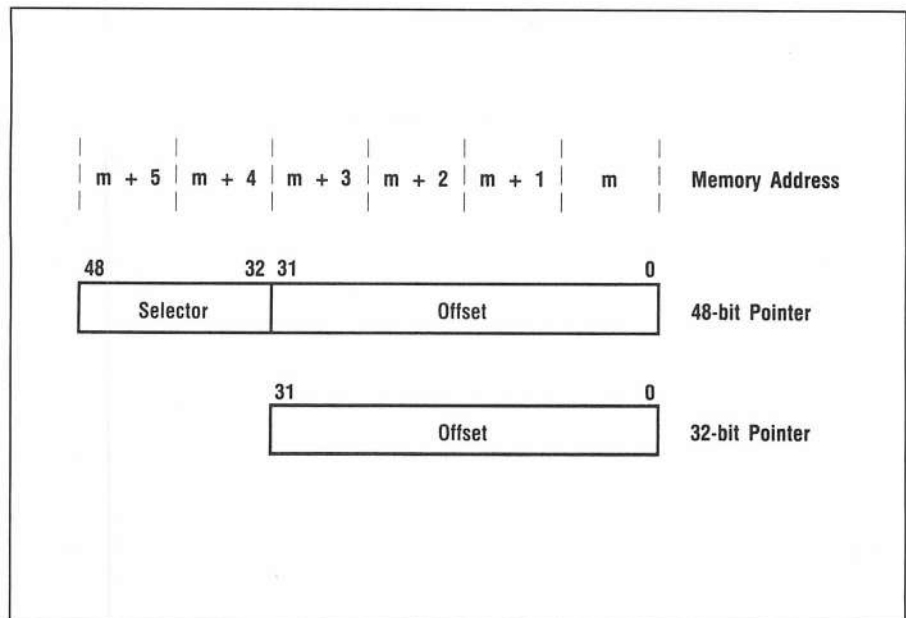 m + 5 m + 4 m + 3 m + 2 m + 1 m Memory Address
48 32 31 0
Selector Offset 48-bit Pointer
31 0
Offset 32-bit Pointer